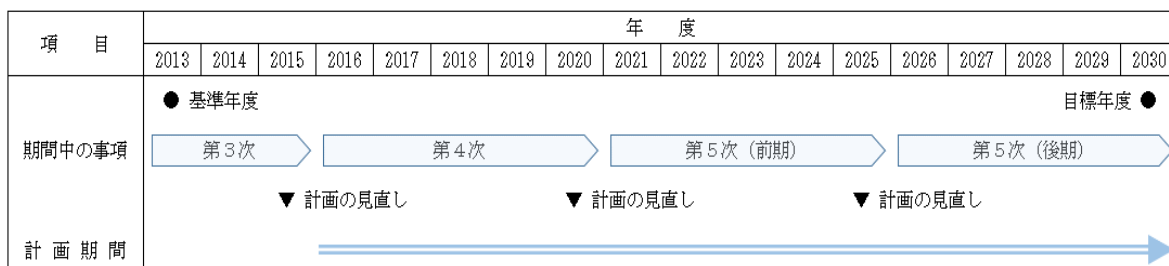 項　目
年　度
2013 2014 2015 2016 2017 2018 2019 2020 2021 2022 2023 2024 2025 2026 2027 2028 2029 2030
期間中の事項
● 基準年度
目標年度 ●
第３次
第４次
第５次（前期）
第５次（後期）
▼ 計画の見直し
▼ 計画の見直し
▼ 計画の見直し
計 画 期 間